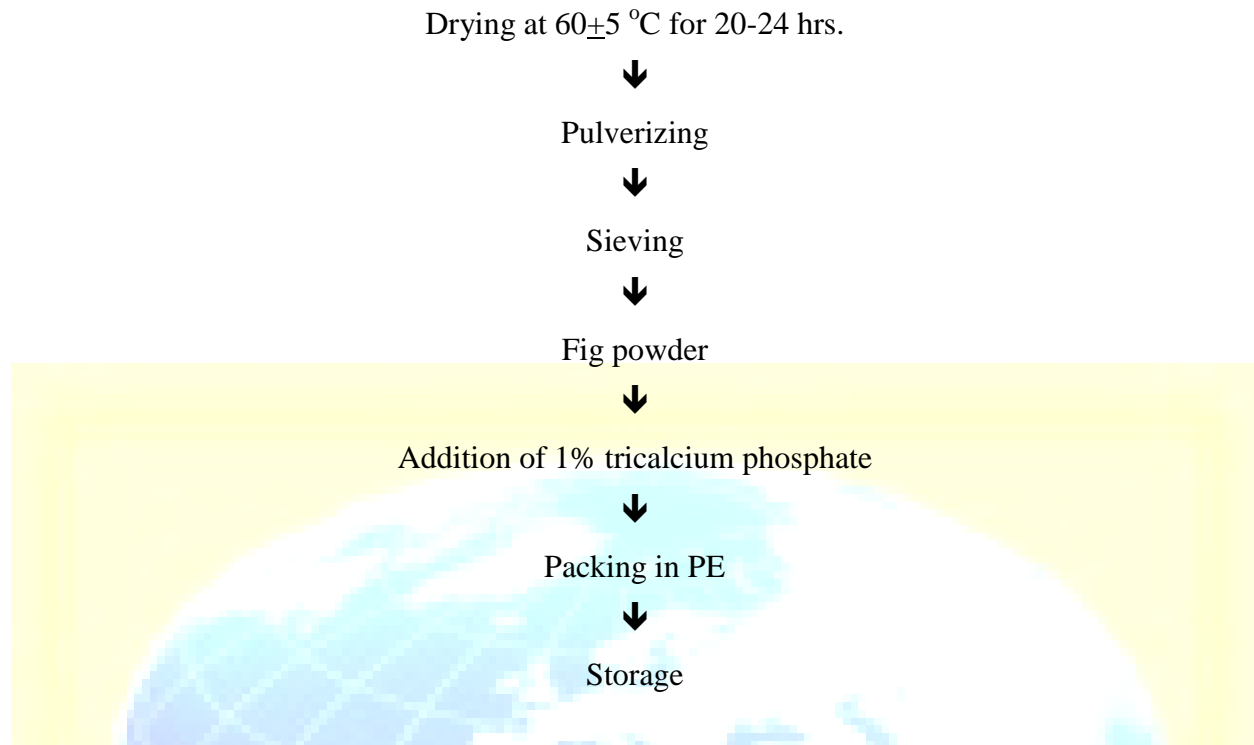 Drying at 60±5 °C for 20-24 hrs.
Pulverizing
Sieving
Fig powder
Addition of 1% tricalcium phosphate
Packing in PE
Storage